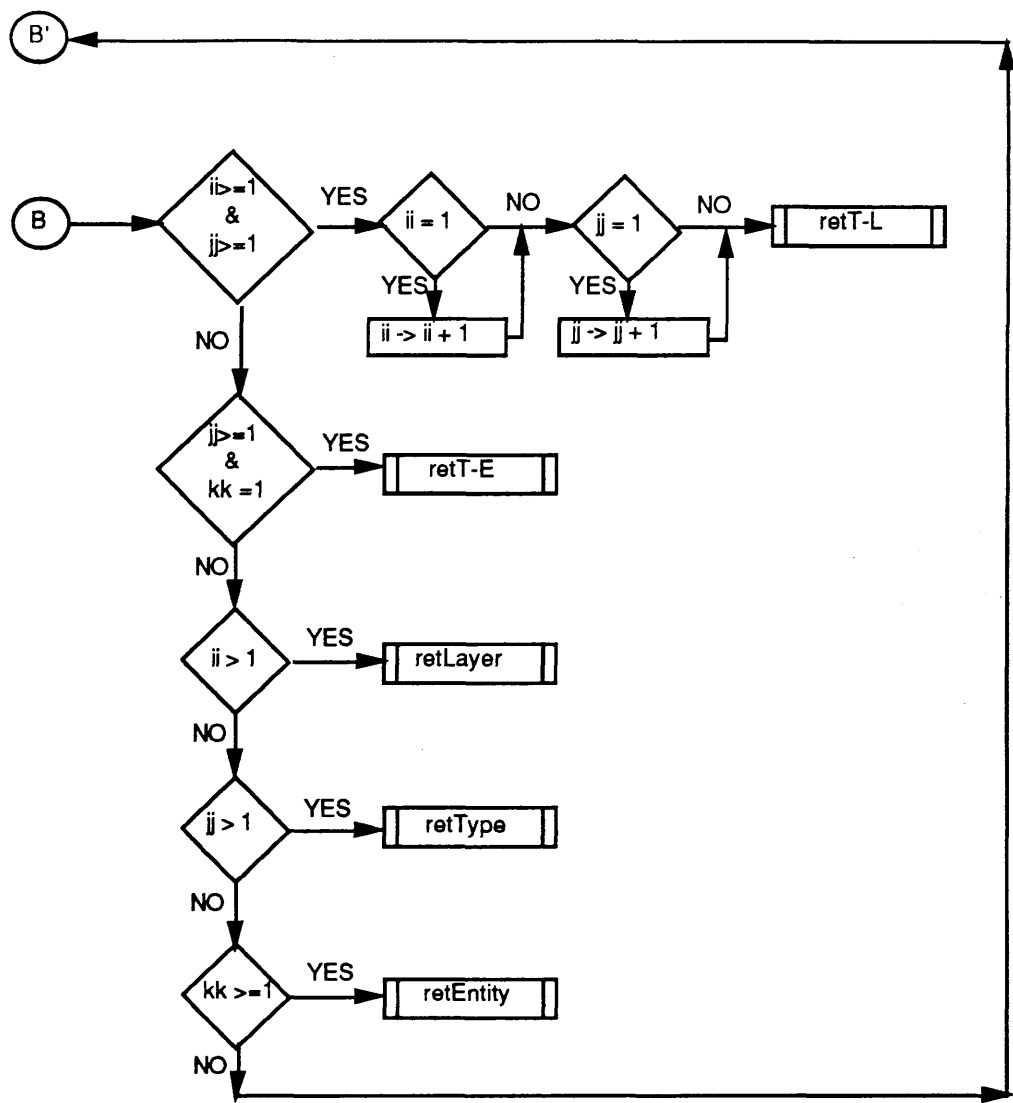 B'
B
ii>=1
&
jj>=1
YES
ii = 1
NO
jj = 1
NO
retT-L
YES
YES
ii -> ii + 1
jj -> jj + 1
NO
jj>=1
&
kk =1
YES
retT-E
NO
ii > 1
YES
retLayer
NO
jj > 1
YES
retType
NO
kk >=1
YES
retEntity
NO